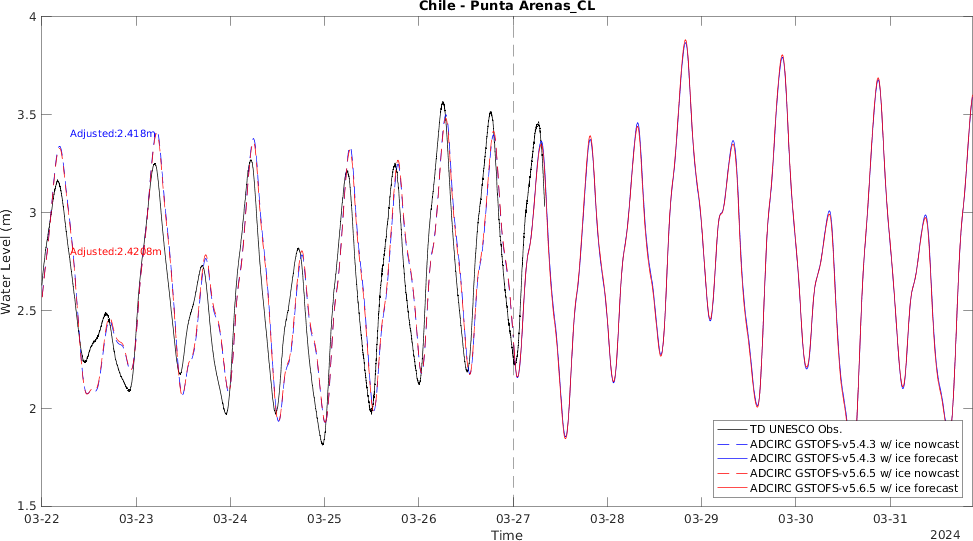 Chile - Punta Arenas_CL
4
3.5
3
2.5
2
1.5
Water Level (m)
Adjusted:2.418m
Adjusted:2.4208m
TD UNESCO Obs.
ADCIRC GSTOFS-v5.4.3 w/ ice nowcast
ADCIRC GSTOFS-v5.4.3 w/ ice forecast
ADCIRC GSTOFS-v5.6.5 w/ ice nowcast
ADCIRC GSTOFS-v5.6.5 w/ ice forecast
03-22 03-23 03-24 03-25 03-26 03-27 03-28 03-29 03-30 03-31
Time
2024